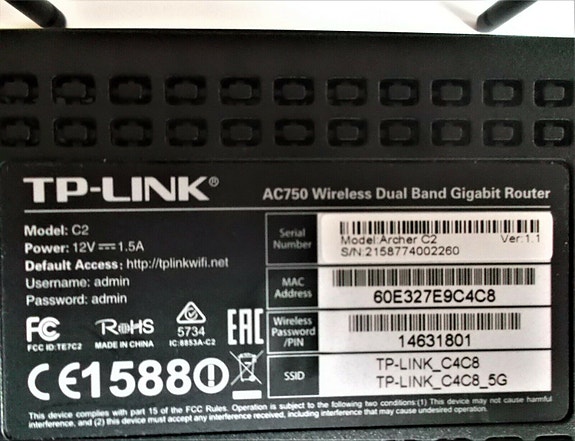 TP-LINK®
AC750 Wireless Dual Band Gigabit Router
Model: C2
Power: 12V⎓1.5A
Default Access: http://tplinkwifi.net
Username: admin
Password: admin
FC
FCC ID:TE7C2
RoHS
MADE IN CHINA
5734
IC:8853A-C2
EAC
CE1588
Serial Number
Model:Archer C2 Ver:1.1
S/N:2158774002260
MAC Address
60E327E9C4C8
Wireless Password /PIN
14631801
SSID
TP-LINK_C4C8
TP-LINK_C4C8_5G
This device complies with part 15 of the FCC Rules. Operation is subject to the following two conditions:(1) This device may not cause harmful
interference, and (2) this device must accept any interference received, including interference that may cause undesired operation.